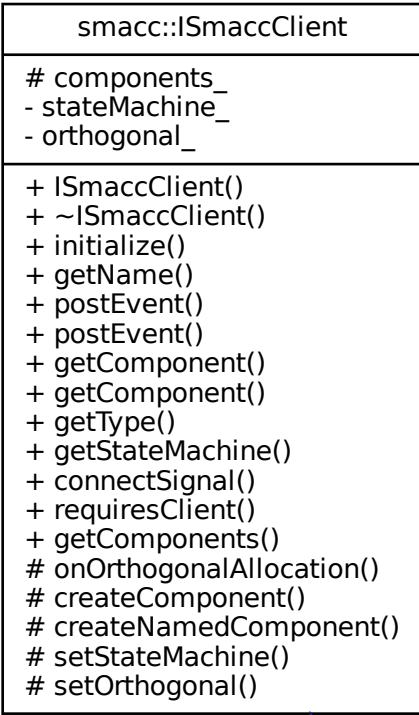 smacc::ISmaccClient
# components_
- stateMachine_
- orthogonal_
+ ISmaccClient()
+ ~ISmaccClient()
+ initialize()
+ getName()
+ postEvent()
+ postEvent()
+ getComponent()
+ getComponent()
+ getType()
+ getStateMachine()
+ connectSignal()
+ requiresClient()
+ getComponents()
# onOrthogonalAllocation()
# createComponent()
# createNamedComponent()
# setStateMachine()
# setOrthogonal()